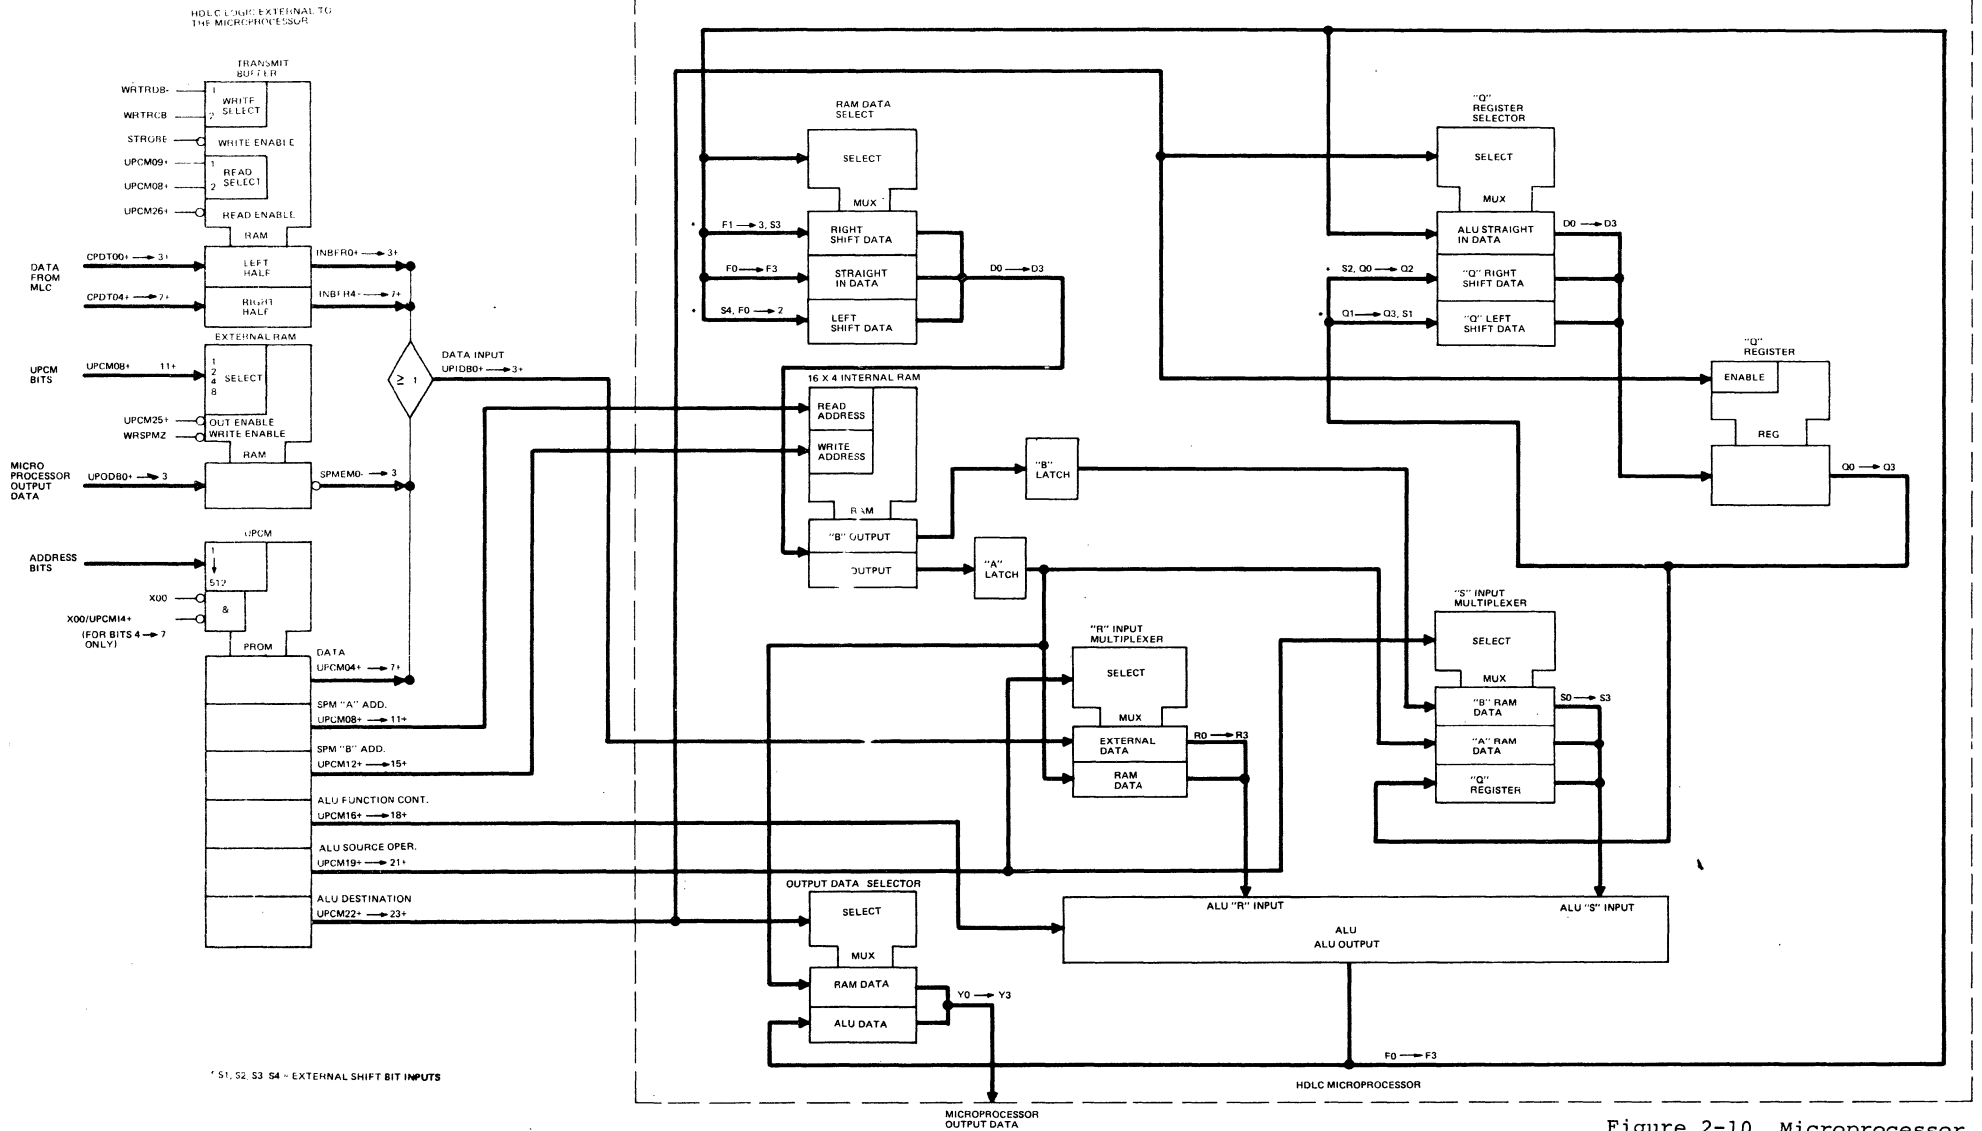 HDLC LOGIC EXTERNAL TO
THE MICROPROCESSOR
TRANSMIT
BUFFER
WRTRDB-
1
WRITE
SELECT
WRTRCB
2
STROBE
WRITE ENABLE
UPCM09+
1
READ
SELECT
UPCM08+
2
UPCM26+
READ ENABLE
RAM
DATA
FROM
MLC
CPDT00+ → 3+
LEFT
HALF
INBFR0+ → 3+
CPDT04+ → 7+
RIGHT
HALF
INBFR4 → 7+
EXTERNAL RAM
UPCM
BITS
UPCM08+ 11+
1
2
4
8
SELECT
UPCM25+
OUT ENABLE
WRSPMZ
WRITE ENABLE
RAM
MICRO
PROCESSOR
OUTPUT
DATA
UPODB0+ → 3
SPMEM0- → 3
≥ 1
DATA INPUT
UPIDB0+ → 3+
UPCM
ADDRESS
BITS
1
↓
512
X00
&
X00/UPCM14+
(FOR BITS 4 → 7
ONLY)
PROM
DATA
UPCM04+ → 7+
SPM "A" ADD.
UPCM08+ → 11+
SPM "B" ADD.
UPCM12+ → 15+
ALU FUNCTION CONT.
UPCM16+ → 18+
ALU SOURCE OPER.
UPCM19+ → 21+
ALU DESTINATION
UPCM22+ → 23+
* S1, S2, S3 S4 = EXTERNAL SHIFT BIT INPUTS
RAM DATA
SELECT
SELECT
MUX
* F1 → 3, S3
RIGHT
SHIFT DATA
F0 → F3
STRAIGHT
IN DATA
D0 → D3
* S4, F0 → 2
LEFT
SHIFT DATA
16 X 4 INTERNAL RAM
READ
ADDRESS
WRITE
ADDRESS
RAM
"B" OUTPUT
OUTPUT
"B"
LATCH
"A"
LATCH
"Q"
REGISTER
SELECTOR
SELECT
MUX
ALU STRAIGHT
IN DATA
D0 → D3
* S2, Q0 → Q2
"Q" RIGHT
SHIFT DATA
* Q1 → Q3, S1
"Q" LEFT
SHIFT DATA
"Q"
REGISTER
ENABLE
REG
Q0 → Q3
"R" INPUT
MULTIPLEXER
SELECT
MUX
EXTERNAL
DATA
R0 → R3
RAM
DATA
"S" INPUT
MULTIPLEXER
SELECT
MUX
"B" RAM
DATA
S0 → S3
"A" RAM
DATA
"Q"
REGISTER
OUTPUT DATA SELECTOR
SELECT
MUX
RAM DATA
Y0 → Y3
ALU DATA
ALU "R" INPUT
ALU "S" INPUT
ALU
ALU OUTPUT
F0 → F3
HDLC MICROPROCESSOR
MICROPROCESSOR
OUTPUT DATA
Figure 2-10 Microprocessor